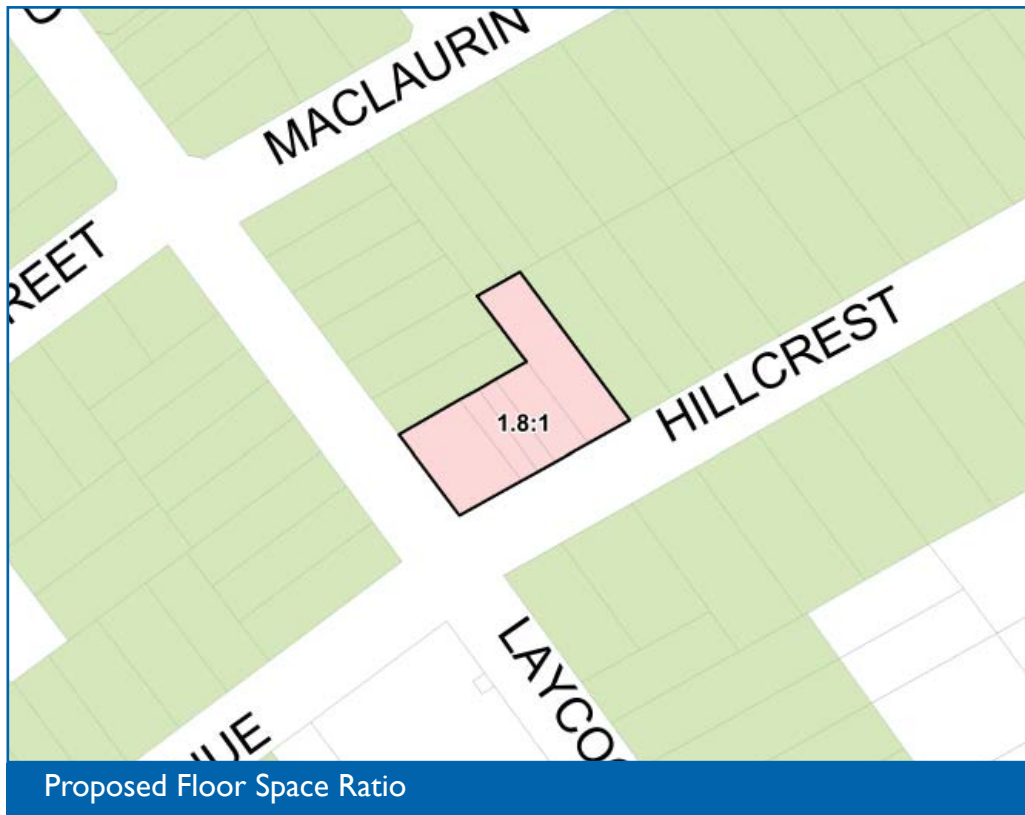 MACLAURIN
REET
HILLCREST
1.8:1
LAYCO
UE
Proposed Floor Space Ratio